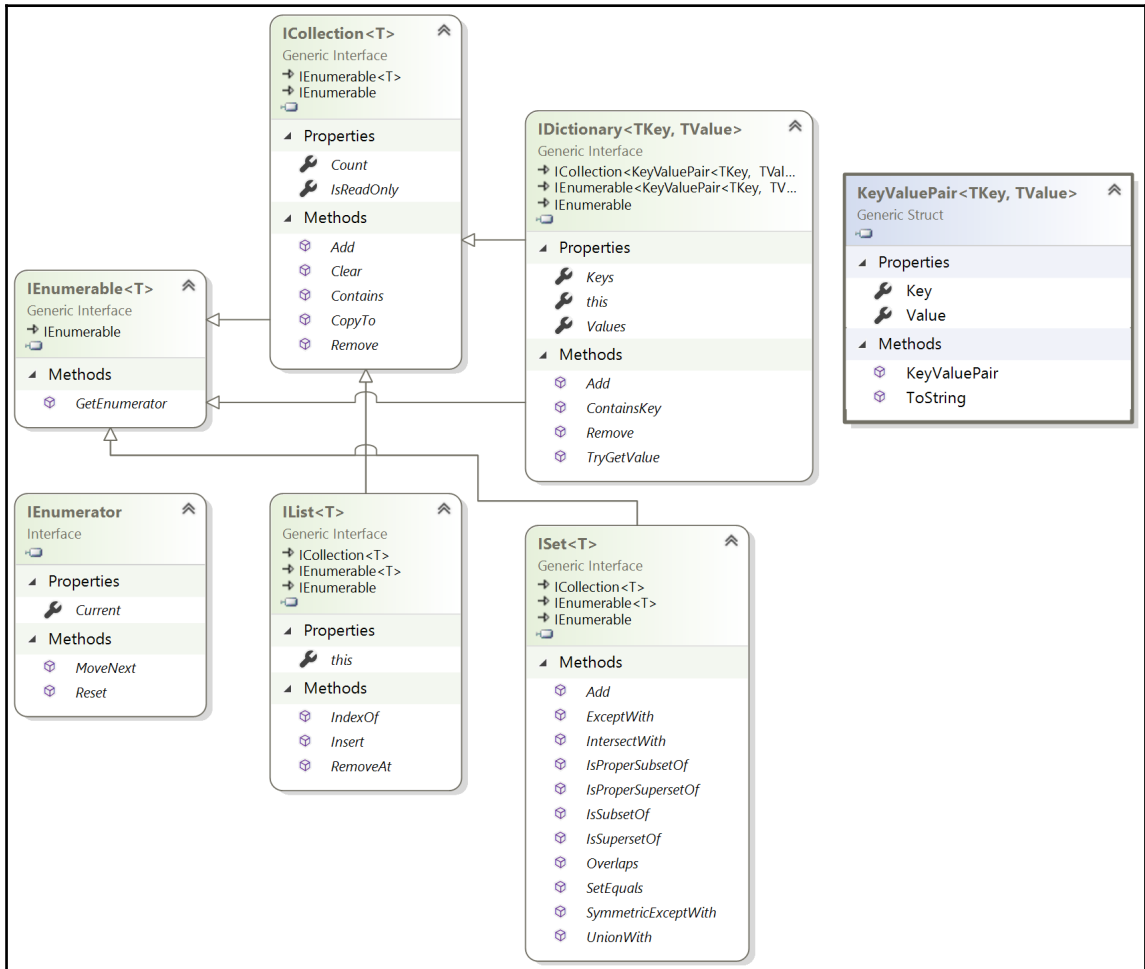 ICollection<T>
Generic Interface
IEnumerable<T>
IEnumerable
Properties
Count
IsReadOnly
Methods
Add
Clear
Contains
CopyTo
Remove
IDictionary<TKey, TValue>
Generic Interface
ICollection<KeyValuePair<TKey, TVal...
IEnumerable<KeyValuePair<TKey, TV...
IEnumerable
Properties
Keys
this
Values
Methods
Add
ContainsKey
Remove
TryGetValue
KeyValuePair<TKey, TValue>
Generic Struct
Properties
Key
Value
Methods
KeyValuePair
ToString
IEnumerable<T>
Generic Interface
IEnumerable
Methods
GetEnumerator
IEnumerator
Interface
Properties
Current
Methods
MoveNext
Reset
IList<T>
Generic Interface
ICollection<T>
IEnumerable<T>
IEnumerable
Properties
this
Methods
IndexOf
Insert
RemoveAt
ISet<T>
Generic Interface
ICollection<T>
IEnumerable<T>
IEnumerable
Methods
Add
ExceptWith
IntersectWith
IsProperSubsetOf
IsProperSupersetOf
IsSubsetOf
IsSupersetOf
Overlaps
SetEquals
SymmetricExceptWith
UnionWith